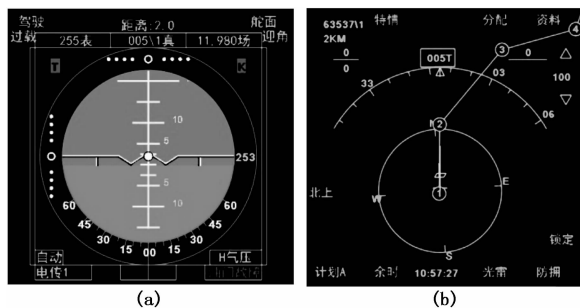 驾驶 距离:2.0 舵面
过载 255表 005\1真 11.980场 迎角
T K
10
5
253
5
10
60 45 30 15 00 15 30 45 60
自动 H气压
电传1
(a)
63537\1 特情 分配 资料
2KM
0 005T 0
0 0
33 03 06
100
1 2 3 4
N
W E
S
北上
锁定
计划A 余时 10:57:27 光雷 防拥
(b)